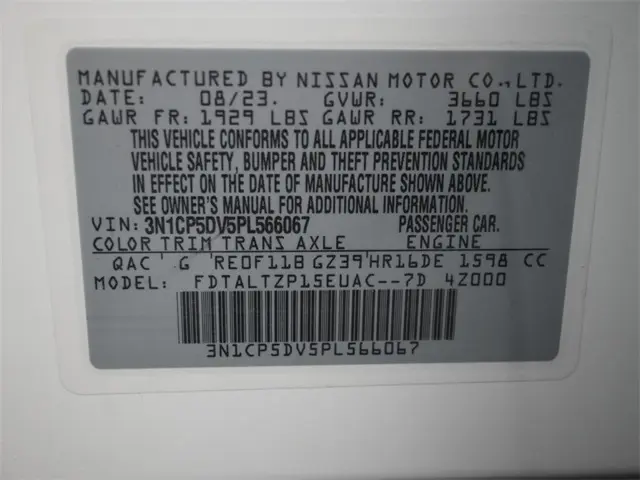 MANUFACTURED BY NISSAN MOTOR CO.,LTD.
DATE: 08/23. GVWR: 3660 LBS
GAWR FR: 1929 LBS GAWR RR: 1731 LBS
THIS VEHICLE CONFORMS TO ALL APPLICABLE FEDERAL MOTOR
VEHICLE SAFETY, BUMPER AND THEFT PREVENTION STANDARDS
IN EFFECT ON THE DATE OF MANUFACTURE SHOWN ABOVE.
SEE OWNER'S MANUAL FOR ADDITIONAL INFORMATION.
VIN: 3N1CP5DV5PL566067 PASSENGER CAR.
COLOR TRIM TRANS AXLE ENGINE
QAC G RE0F11B GZ39 HR16DE 1598 CC
MODEL: FDTALTZP15EUAC--7D 4Z000
3N1CP5DV5PL566067